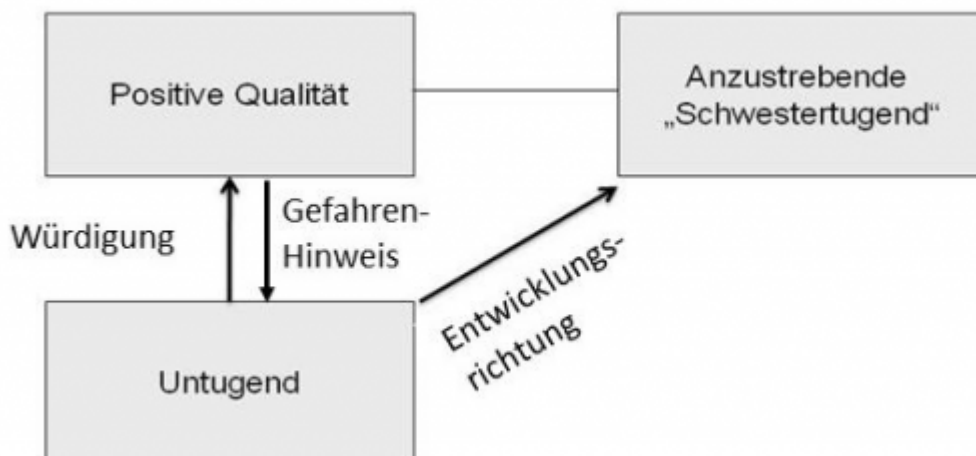 Positive Qualität
Anzustrebende
„Schwestertugend“
Würdigung
Gefahren-
Hinweis
Entwicklungs-
richtung
Untugend